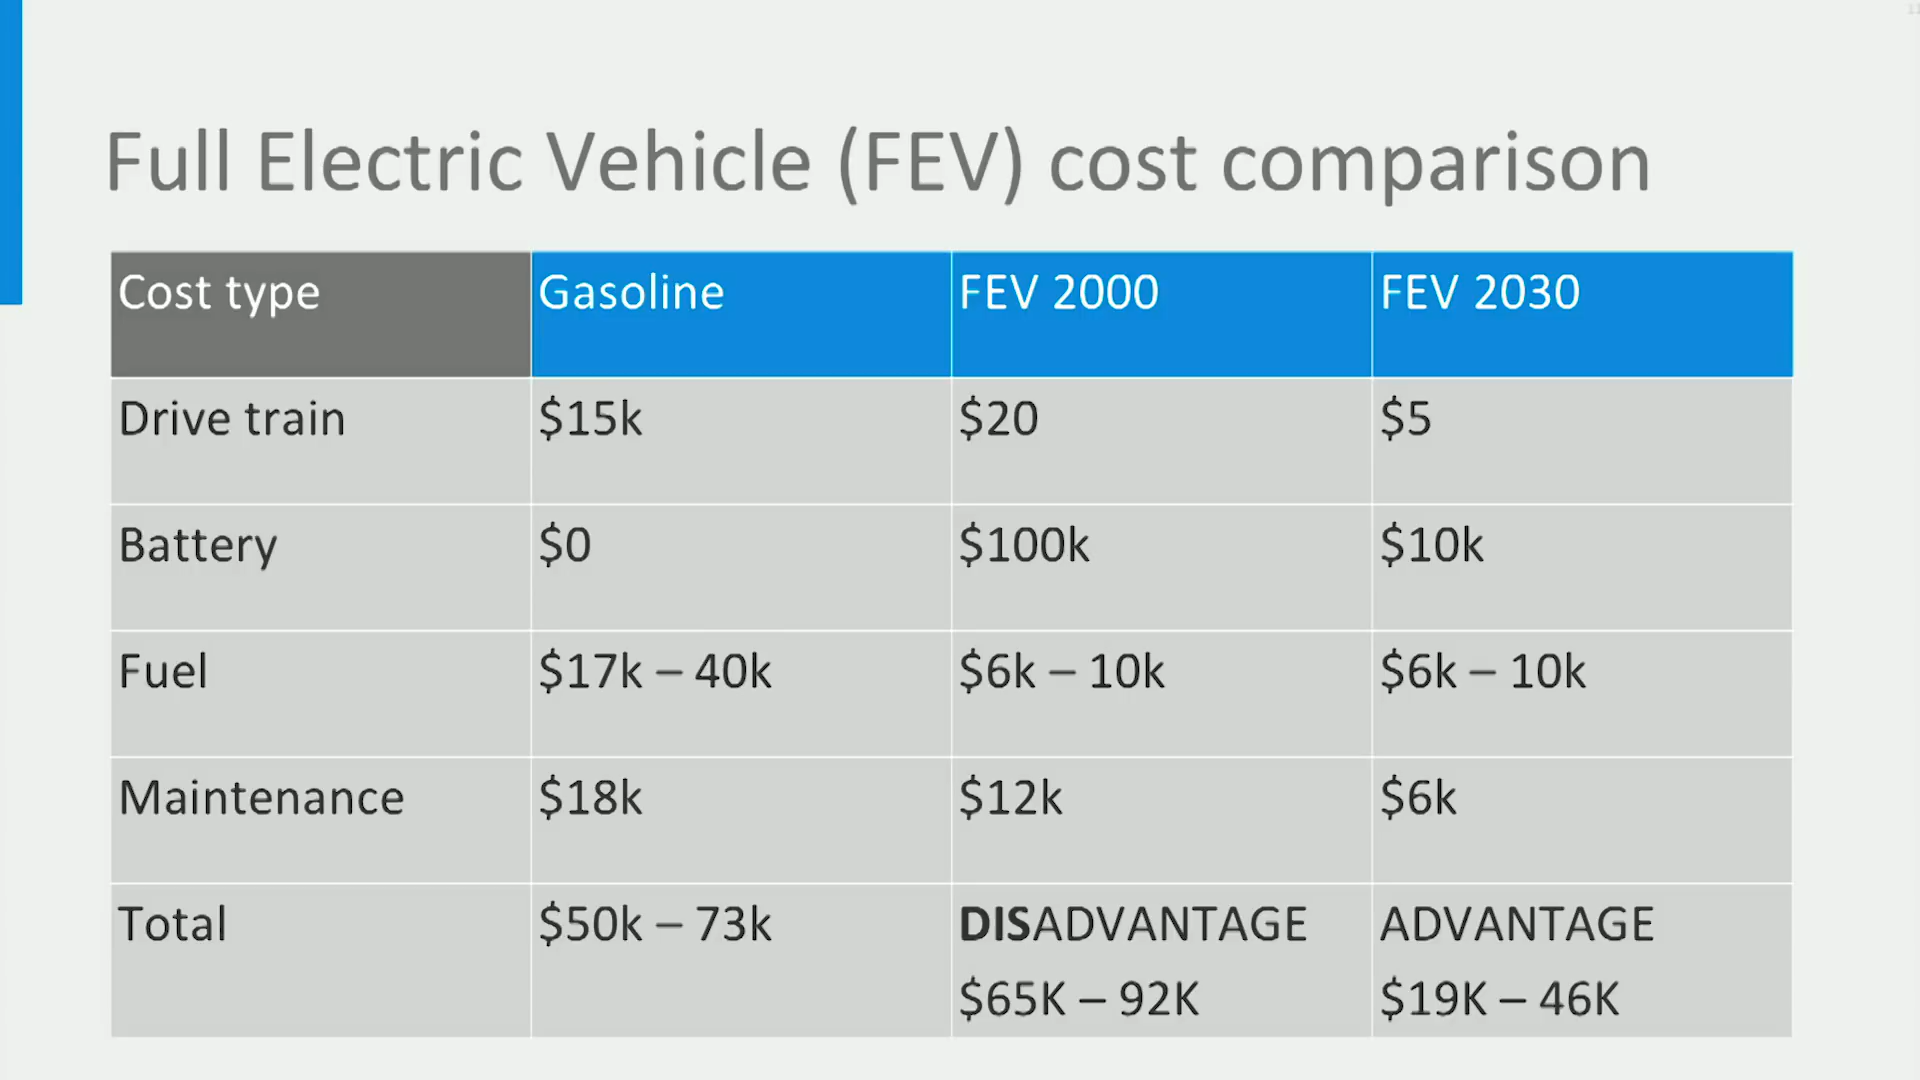 Full Electric Vehicle (FEV) cost comparison
Cost type Gasoline FEV 2000 FEV 2030
Drive train $15k $20 $5
Battery $0 $100k $10k
Fuel $17k – 40k $6k – 10k $6k – 10k
Maintenance $18k $12k $6k
Total $50k – 73k DISADVANTAGE ADVANTAGE
$65K – 92K $19K – 46K